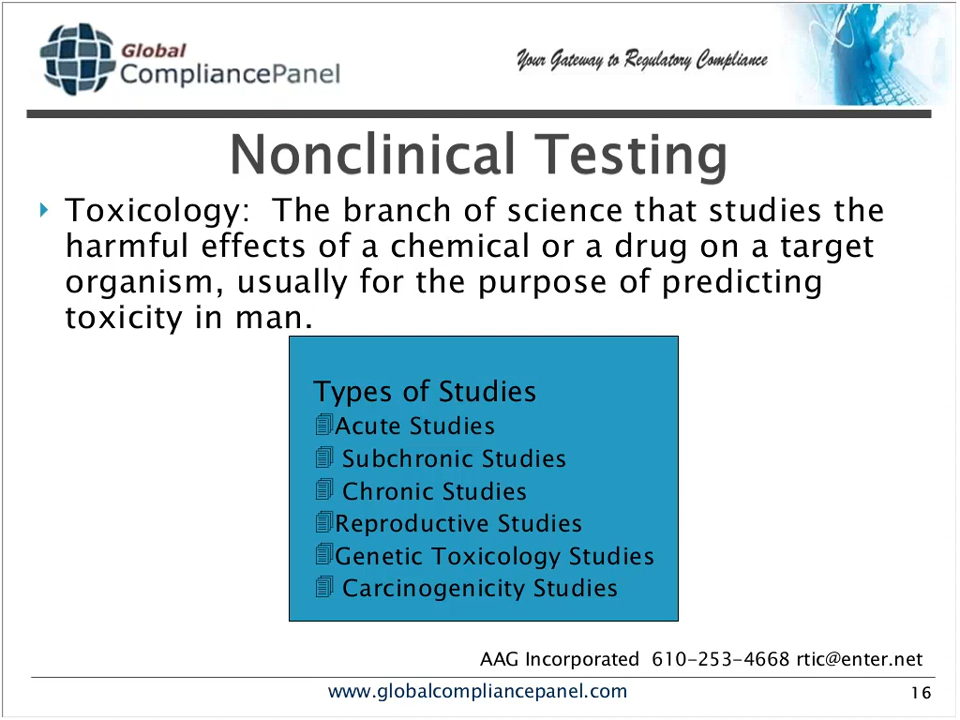 Global
CompliancePanel
Your Gateway to Regulatory Compliance
Nonclinical Testing
Toxicology:  The branch of science that studies the
harmful effects of a chemical or a drug on a target
organism, usually for the purpose of predicting
toxicity in man.
Types of Studies
Acute Studies
Subchronic Studies
Chronic Studies
Reproductive Studies
Genetic Toxicology Studies
Carcinogenicity Studies
AAG Incorporated  610-253-4668 rtic@enter.net
www.globalcompliancepanel.com
16